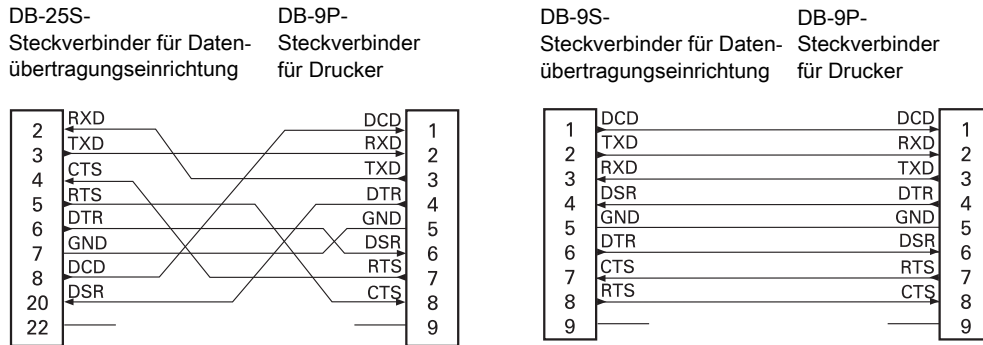 DB-25S-
Steckverbinder für Daten-
übertragungseinrichtung
DB-9P-
Steckverbinder
für Drucker
2 RXD DCD 1
3 TXD RXD 2
4 CTS TXD 3
5 RTS DTR 4
6 DTR GND 5
7 GND DSR 6
8 DCD RTS 7
20 DSR CTS 8
22 9
DB-9S-
Steckverbinder für Daten-
übertragungseinrichtung
DB-9P-
Steckverbinder
für Drucker
1 DCD DCD 1
2 TXD RXD 2
3 RXD TXD 3
4 DSR DTR 4
5 GND GND 5
6 DTR DSR 6
7 CTS RTS 7
8 RTS CTS 8
9 9